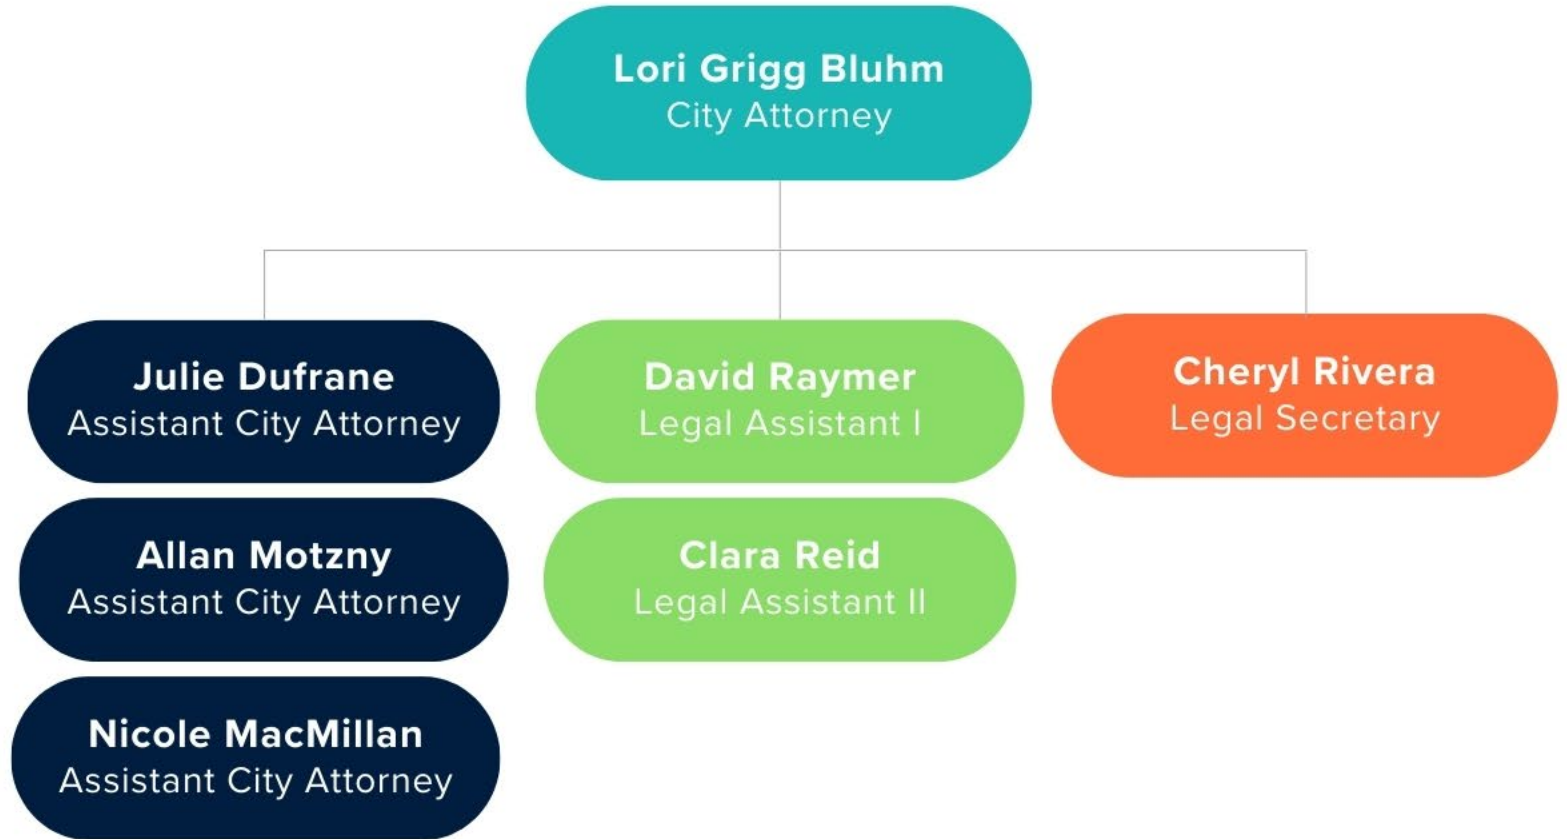 Lori Grigg Bluhm
City Attorney
Julie Dufrane
Assistant City Attorney
Allan Motzny
Assistant City Attorney
Nicole MacMillan
Assistant City Attorney
David Raymer
Legal Assistant I
Clara Reid
Legal Assistant II
Cheryl Rivera
Legal Secretary